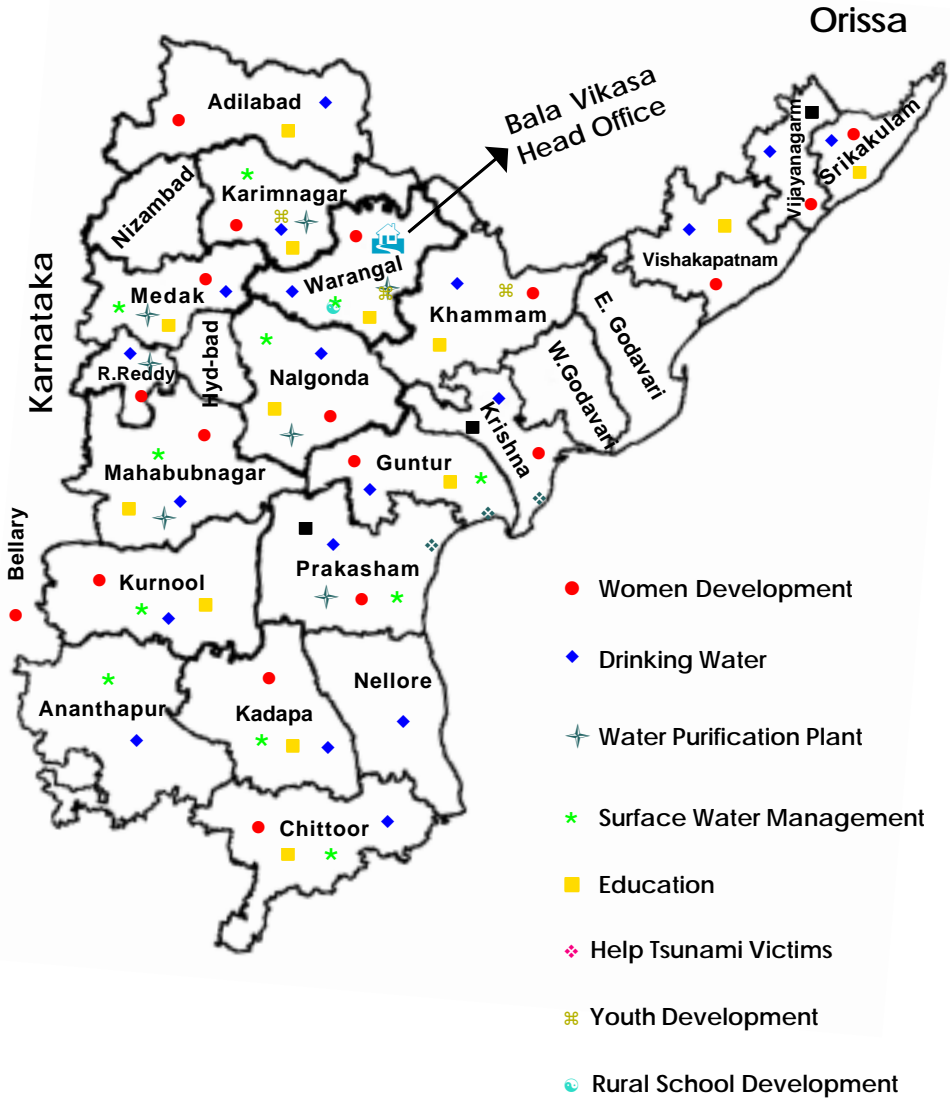 Orissa
Bala Vikasa
Head Office
Adilabad
Vijayanagarm
Srikakulam
Nizambad
Karimnagar
Karnataka
Warangal
Vishakapatnam
Medak
Khammam
E. Godavari
R.Reddy
Hyd-bad
Nalgonda
W.Godavari
Krishna
Mahabubnagar
Guntur
Bellary
Kurnool
Prakasham
Ananthapur
Kadapa
Nellore
Chittoor
Women Development
Drinking Water
Water Purification Plant
Surface Water Management
Education
Help Tsunami Victims
Youth Development
Rural School Development